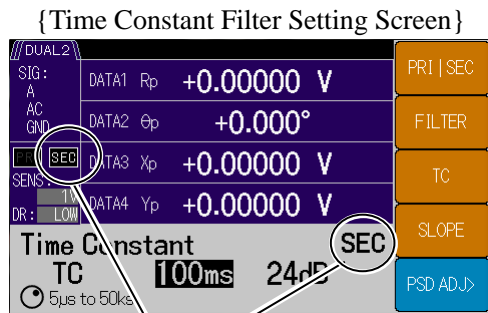 {Time Constant Filter Setting Screen}
DUAL2
SIG:
A
AC
GND
PRI SEC
SENS:
1V
DR: LOW
DATA1 Rp +0.00000 V
DATA2 θp +0.000°
DATA3 Xp +0.00000 V
DATA4 Yp +0.00000 V
Time Constant SEC
TC 100ms 24dB
5µs to 50ks
PRI|SEC
FILTER
TC
SLOPE
PSD ADJ>